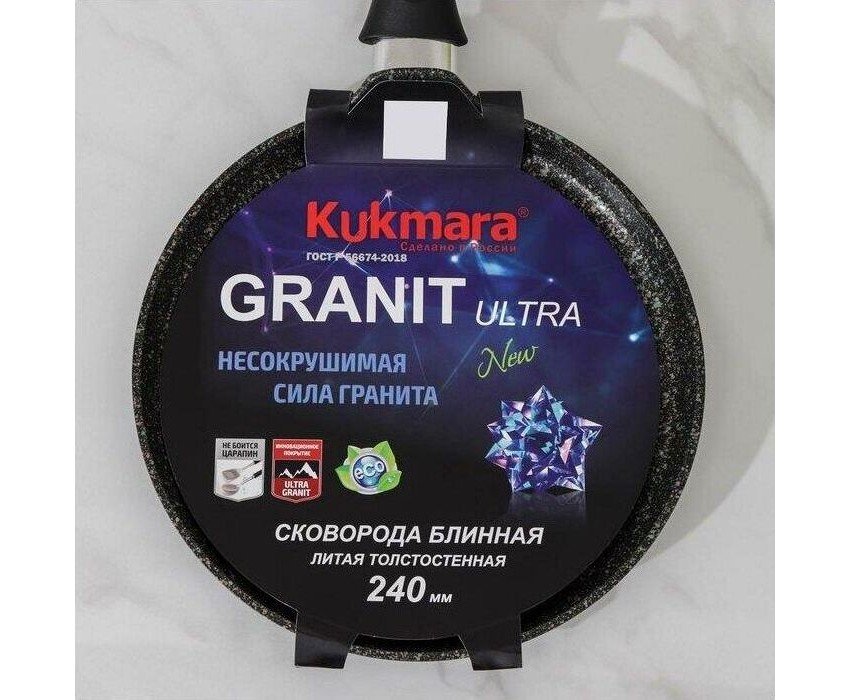 Kukmara®
Сделано в России
ГОСТ Р 56674-2018
GRANIT ULTRA
New
НЕСОКРУШИМАЯ
СИЛА ГРАНИТА
НЕ БОИТСЯ
ЦАРАПИН
ИННОВАЦИОННОЕ
ПОКРЫТИЕ
ULTRA
GRANIT
eco
СКОВОРОДА БЛИННАЯ
ЛИТАЯ ТОЛСТОСТЕННАЯ
240 мм